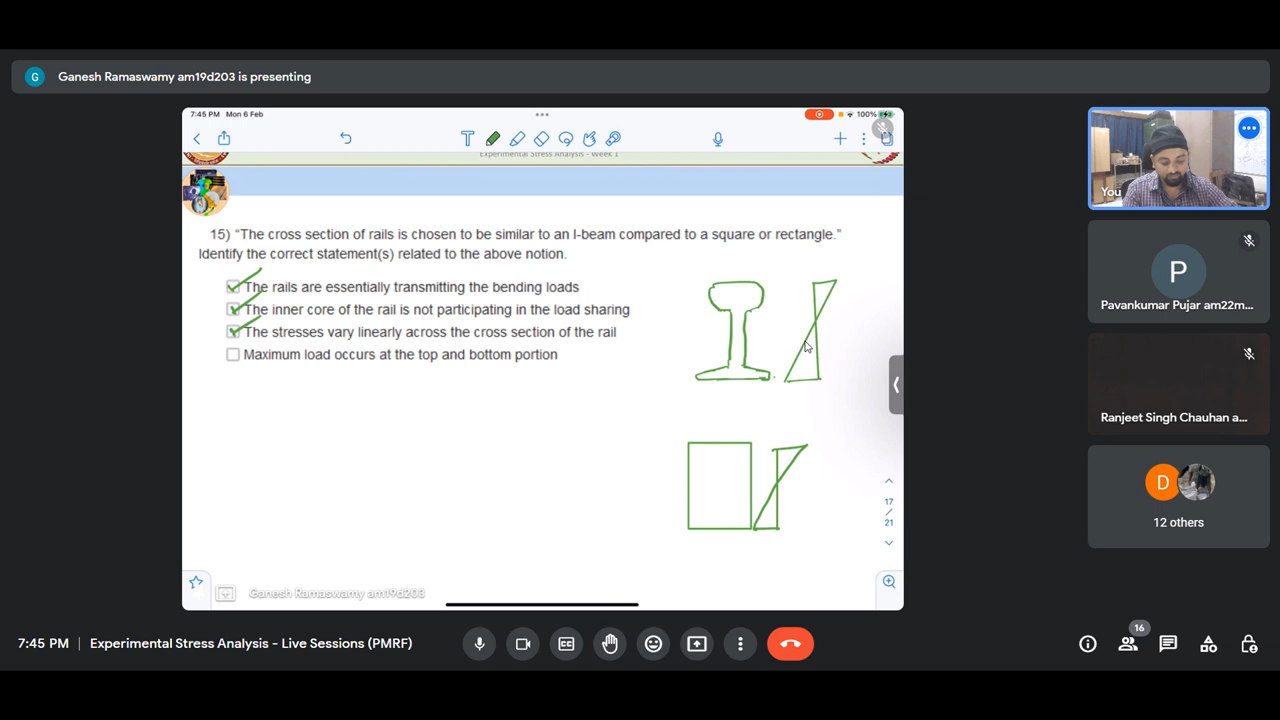 G Ganesh Ramaswamy am19d203 is presenting
7:45 PM Mon 6 Feb
100%
T
Experimental Stress Analysis - Week 1
15) “The cross section of rails is chosen to be similar to an I-beam compared to a square or rectangle.”
Identify the correct statement(s) related to the above notion.
The rails are essentially transmitting the bending loads
The inner core of the rail is not participating in the load sharing
The stresses vary linearly across the cross section of the rail
Maximum load occurs at the top and bottom portion
17
/
21
Ganesh Ramaswamy am19d203
You
P
Pavankumar Pujar am22m...
Ranjeet Singh Chauhan a...
D
12 others
7:45 PM | Experimental Stress Analysis - Live Sessions (PMRF)
CC
16